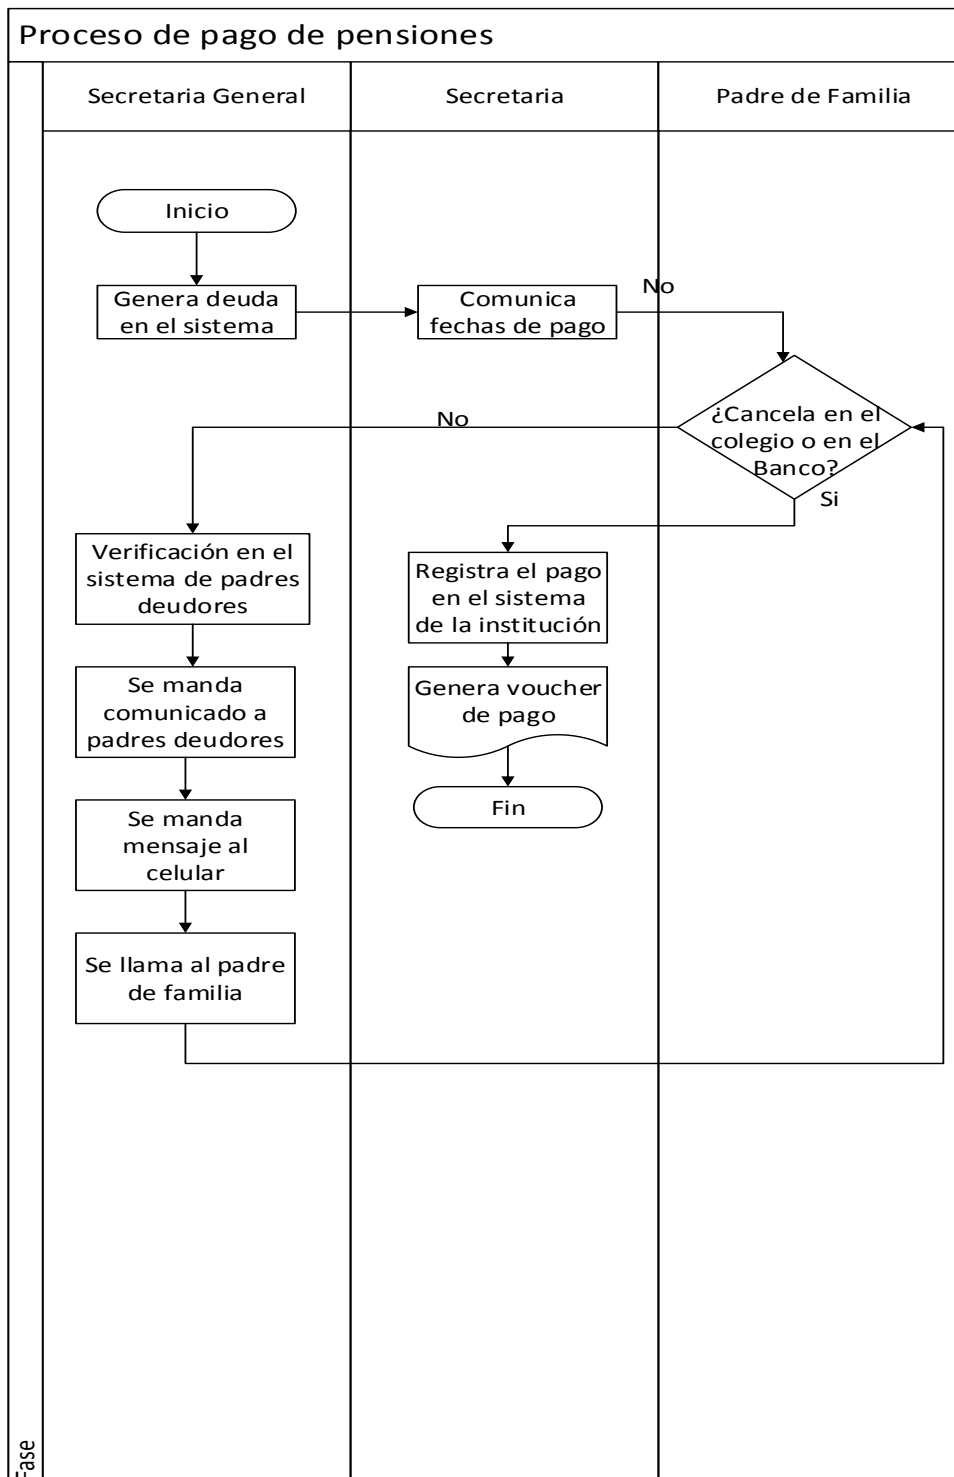 Proceso de pago de pensiones
Secretaria General
Secretaria
Padre de Familia
Inicio
Genera deuda
en el sistema
Comunica
fechas de pago
No
¿Cancela en el
colegio o en el
Banco?
No
Si
Verificación en el
sistema de padres
deudores
Registra el pago
en el sistema
de la institución
Se manda
comunicado a
padres deudores
Genera voucher
de pago
Se manda
mensaje al
celular
Fin
Se llama al padre
de familia
Fase